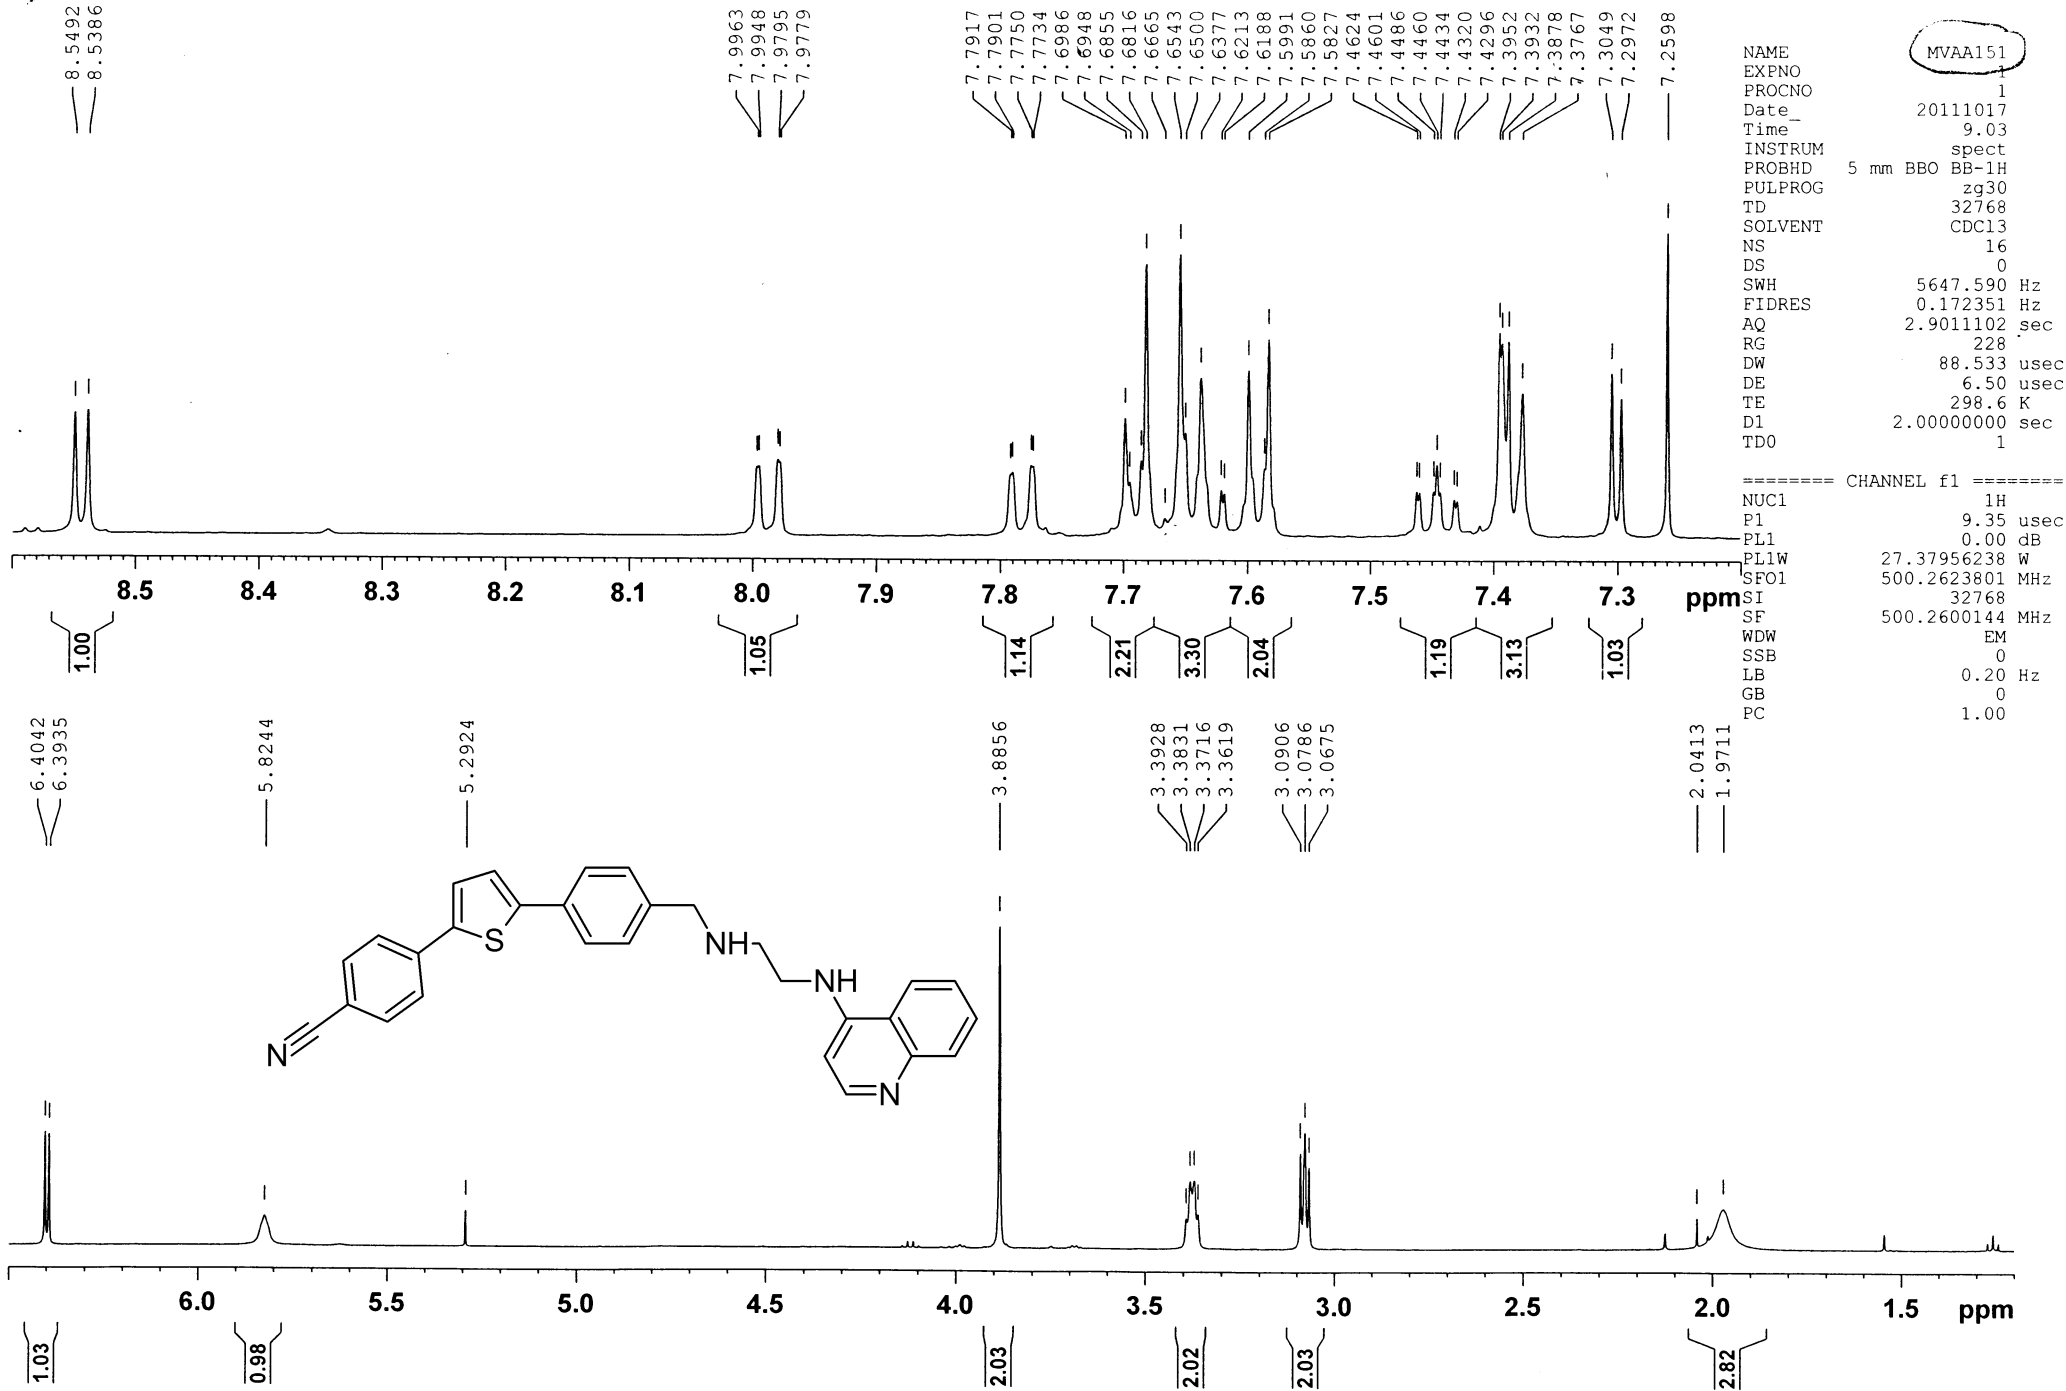 8.5492
8.5386
7.9963
7.9948
7.9795
7.9779
7.7917
7.7901
7.7750
7.7734
7.6986
7.6948
7.6855
7.6816
7.6665
7.6543
7.6500
7.6377
7.6213
7.6188
7.5991
7.5860
7.5827
7.4624
7.4601
7.4486
7.4460
7.4434
7.4320
7.4296
7.3952
7.3932
7.3878
7.3767
7.3049
7.2972
7.2598
NAME MVAA151
EXPNO 1
PROCNO 1
Date_ 20111017
Time 9.03
INSTRUM spect
PROBHD 5 mm BBO BB-1H
PULPROG zg30
TD 32768
SOLVENT CDCl3
NS 16
DS 0
SWH 5647.590 Hz
FIDRES 0.172351 Hz
AQ 2.9011102 sec
RG 228
DW 88.533 usec
DE 6.50 usec
TE 298.6 K
D1 2.00000000 sec
TD0 1
======== CHANNEL f1 ========
NUC1 1H
P1 9.35 usec
PL1 0.00 dB
PL1W 27.37956238 W
SFO1 500.2623801 MHz
SI 32768
SF 500.2600144 MHz
WDW EM
SSB 0
LB 0.20 Hz
GB 0
PC 1.00
8.5 8.4 8.3 8.2 8.1 8.0 7.9 7.8 7.7 7.6 7.5 7.4 7.3 ppm
1.00
1.05
1.14
2.21
3.30
2.04
1.19
3.13
1.03
6.4042
6.3935
5.8244
5.2924
3.8856
3.3928
3.3831
3.3716
3.3619
3.0906
3.0786
3.0675
2.0413
1.9711
S
NH
NH
N
N
6.0 5.5 5.0 4.5 4.0 3.5 3.0 2.5 2.0 1.5 ppm
1.03
0.98
2.03
2.02
2.03
2.82